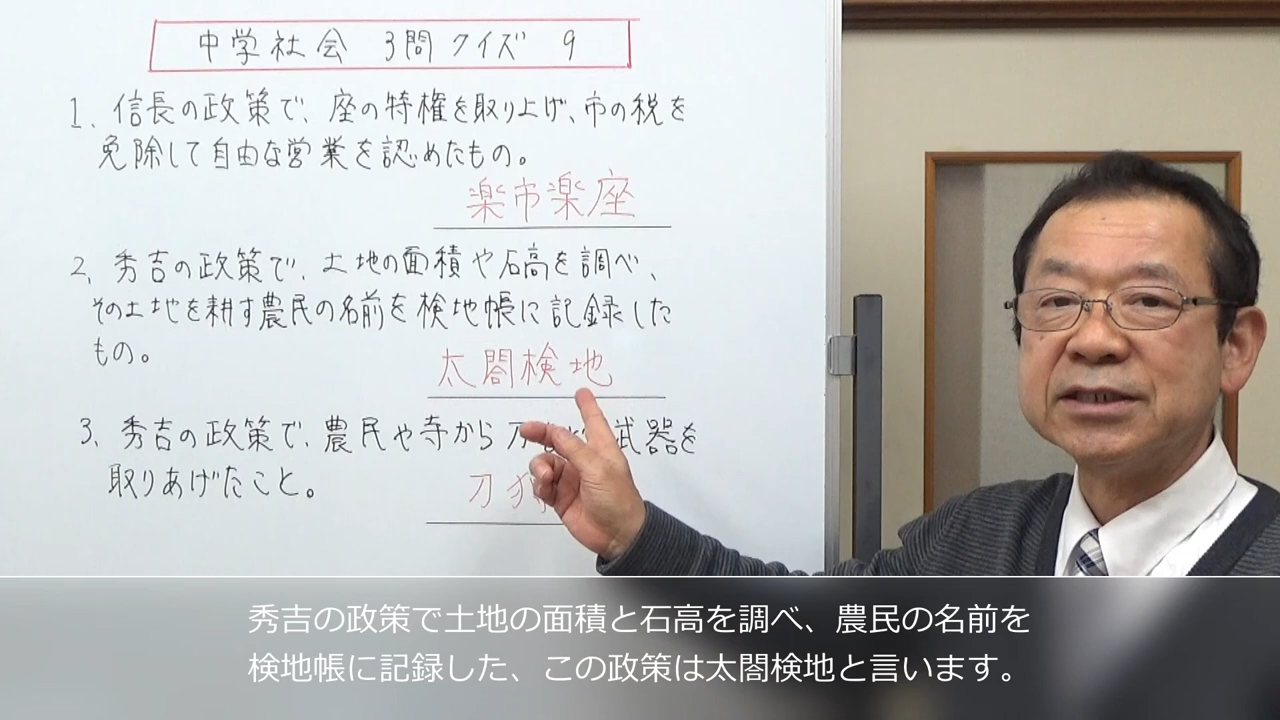 中学社会 3問クイズ 9
1、信長の政策で、座の特権を取り上げ、市の税を
免除して自由な営業を認めたもの。
楽市楽座
2、秀吉の政策で、土地の面積や石高を調べ、
その土地を耕す農民の名前を検地帳に記録した
もの。
太閤検地
3、秀吉の政策で、農民や寺から刀 武器を
取りあげたこと。
刀狩
秀吉の政策で土地の面積と石高を調べ、農民の名前を
検地帳に記録した、この政策は太閤検地と言います。